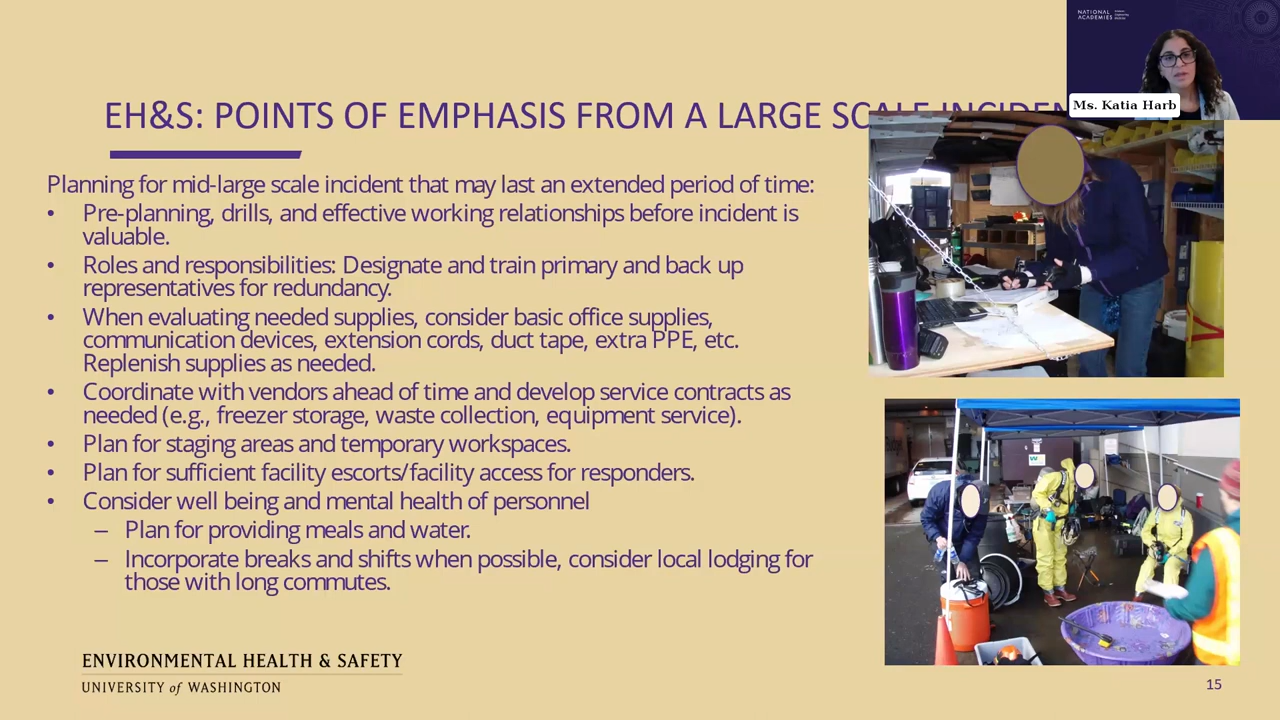 NATIONAL
ACADEMIES
Ms. Katia Harb
EH&S: POINTS OF EMPHASIS FROM A LARGE SCALE INCIDEN
Planning for mid-large scale incident that may last an extended period of time:
• Pre-planning, drills, and effective working relationships before incident is
valuable.
• Roles and responsibilities: Designate and train primary and back up
representatives for redundancy.
• When evaluating needed supplies, consider basic office supplies,
communication devices, extension cords, duct tape, extra PPE, etc.
Replenish supplies as needed.
• Coordinate with vendors ahead of time and develop service contracts as
needed (e.g., freezer storage, waste collection, equipment service).
• Plan for staging areas and temporary workspaces.
• Plan for sufficient facility escorts/facility access for responders.
• Consider well being and mental health of personnel
– Plan for providing meals and water.
– Incorporate breaks and shifts when possible, consider local lodging for
those with long commutes.
ENVIRONMENTAL HEALTH & SAFETY
UNIVERSITY of WASHINGTON
15